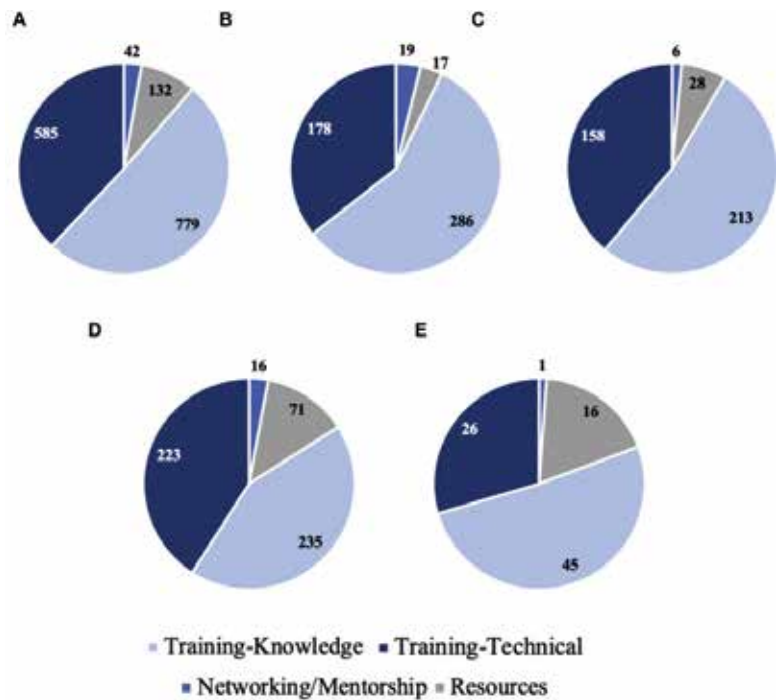 A
B
C
42
132
585
779
19
17
178
286
6
28
158
213
D
E
16
71
223
235
1
16
26
45
Training-Knowledge Training-Technical
Networking/Mentorship Resources